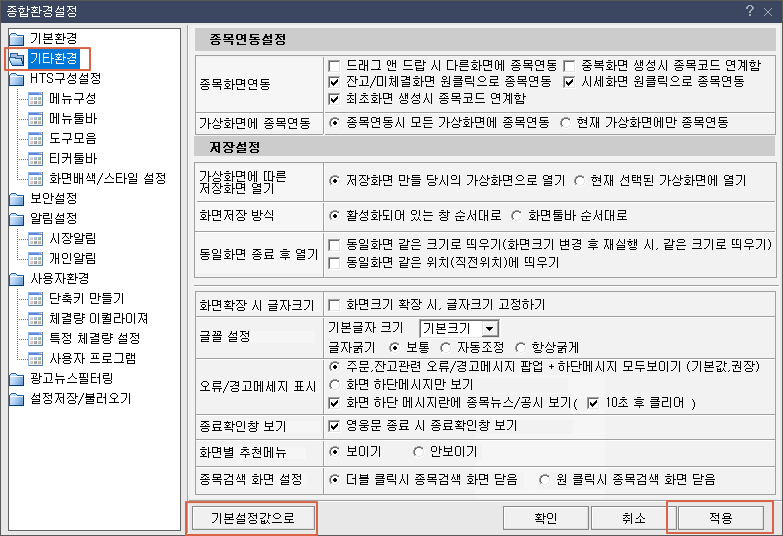 종합환경설정
기본환경
기타환경
HTS구성설정
메뉴구성
메뉴툴바
도구모음
티커툴바
화면배색/스타일 설정
보안설정
알림설정
시장알림
개인알림
사용자환경
단축키 만들기
체결량 이퀄라이져
특정 체결량 설정
사용자 프로그램
광고뉴스필터링
설정저장/불러오기
종목연동설정
종목화면연동
드래그 앤 드랍 시 다른화면에 종목연동 중복화면 생성시 종목코드 연계함
잔고/미체결화면 원클릭으로 종목연동 시세화면 원클릭으로 종목연동
최초화면 생성시 종목코드 연계함
가상화면에 종목연동 종목연동시 모든 가상화면에 종목연동 현재 가상화면에만 종목연동
저장설정
가상화면에 따른
저장화면 열기
저장화면 만들 당시의 가상화면으로 열기 현재 선택된 가상화면에 열기
화면저장 방식 활성화되어 있는 창 순서대로 화면툴바 순서대로
동일화면 종료 후 열기
동일화면 같은 크기로 띄우기(화면크기 변경 후 재실행 시, 같은 크기로 띄우기)
동일화면 같은 위치(직전위치)에 띄우기
화면확장 시 글자크기 화면크기 확장 시, 글자크기 고정하기
글꼴 설정
기본글자 크기 기본크기
글자굵기 보통 자동조정 항상굵게
오류/경고메세지 표시
주문,잔고관련 오류/경고메시지 팝업 + 하단메시지 모두보이기 (기본값,권장)
화면 하단메시지만 보기
화면 하단 메시지란에 종목뉴스/공시 보기( 10초 후 클리어 )
종료확인창 보기 영웅문 종료 시 종료확인창 보기
화면별 추천메뉴 보이기 안보이기
종목검색 화면 설정 더블 클릭시 종목검색 화면 닫음 원 클릭시 종목검색 화면 닫음
기본설정값으로 확인 취소 적용